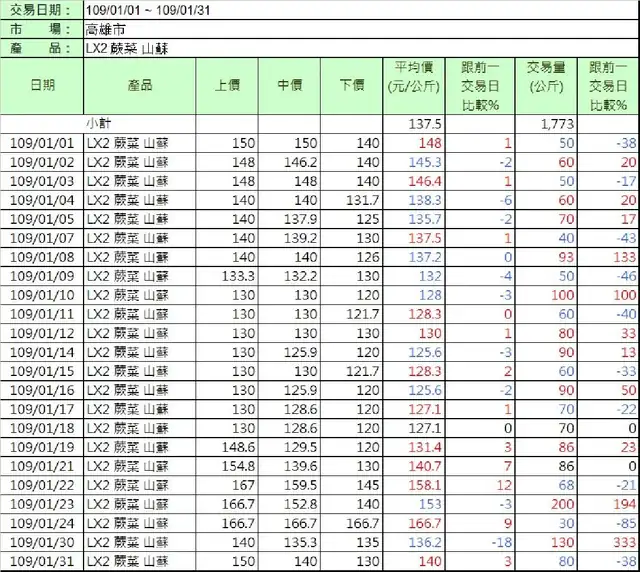 交易日期： 109/01/01 ~ 109/01/31
市 場： 高雄市
產 品： LX2 蕨菜 山蘇
日期 產品 上價 中價 下價 平均價 (元/公斤) 跟前一交易日比較% 交易量 (公斤) 跟前一交易日比較%
小計 137.5 1,773
109/01/01 LX2 蕨菜 山蘇 150 150 140 148 1 50 -38
109/01/02 LX2 蕨菜 山蘇 148 146.2 140 145.3 -2 60 20
109/01/03 LX2 蕨菜 山蘇 148 148 140 146.4 1 50 -17
109/01/04 LX2 蕨菜 山蘇 140 140 131.7 138.3 -6 60 20
109/01/05 LX2 蕨菜 山蘇 140 137.9 125 135.7 -2 70 17
109/01/07 LX2 蕨菜 山蘇 140 139.2 130 137.5 1 40 -43
109/01/08 LX2 蕨菜 山蘇 140 140 126 137.2 0 93 133
109/01/09 LX2 蕨菜 山蘇 133.3 132.2 130 132 -4 50 -46
109/01/10 LX2 蕨菜 山蘇 130 130 120 128 -3 100 100
109/01/11 LX2 蕨菜 山蘇 130 130 121.7 128.3 0 60 -40
109/01/12 LX2 蕨菜 山蘇 130 130 130 130 1 80 33
109/01/14 LX2 蕨菜 山蘇 130 125.9 120 125.6 -3 90 13
109/01/15 LX2 蕨菜 山蘇 130 130 121.7 128.3 2 60 -33
109/01/16 LX2 蕨菜 山蘇 130 125.9 120 125.6 -2 90 50
109/01/17 LX2 蕨菜 山蘇 130 128.6 120 127.1 1 70 -22
109/01/18 LX2 蕨菜 山蘇 130 128.6 120 127.1 0 70 0
109/01/19 LX2 蕨菜 山蘇 148.6 129.5 120 131.4 3 86 23
109/01/21 LX2 蕨菜 山蘇 154.8 139.6 130 140.7 7 86 0
109/01/22 LX2 蕨菜 山蘇 167 159.5 145 158.1 12 68 -21
109/01/23 LX2 蕨菜 山蘇 166.7 152.8 140 153 -3 200 194
109/01/24 LX2 蕨菜 山蘇 166.7 166.7 166.7 166.7 9 30 -85
109/01/30 LX2 蕨菜 山蘇 140 135.3 135 136.2 -18 130 333
109/01/31 LX2 蕨菜 山蘇 150 140 130 140 3 80 -38